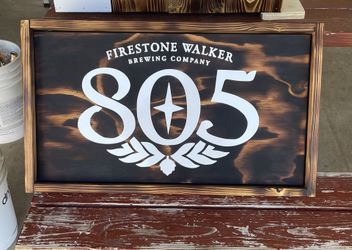 FIRESTONE WALKER
BREWING COMPANY
805